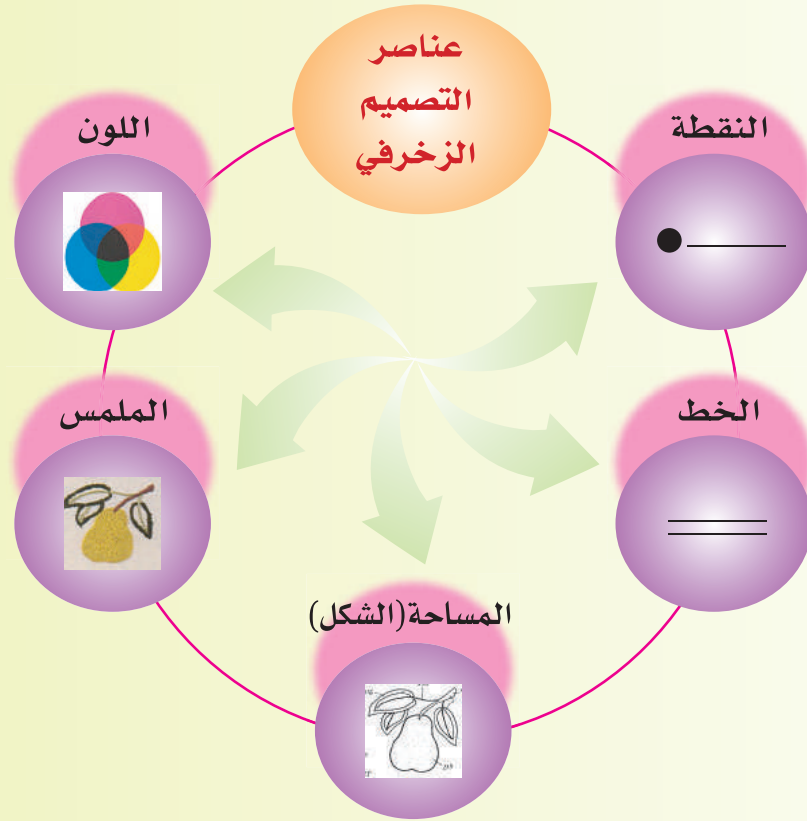 عناصر
التصميم
الزخرفي
النقطة
اللون
الخط
الملمس
المساحة(الشكل)